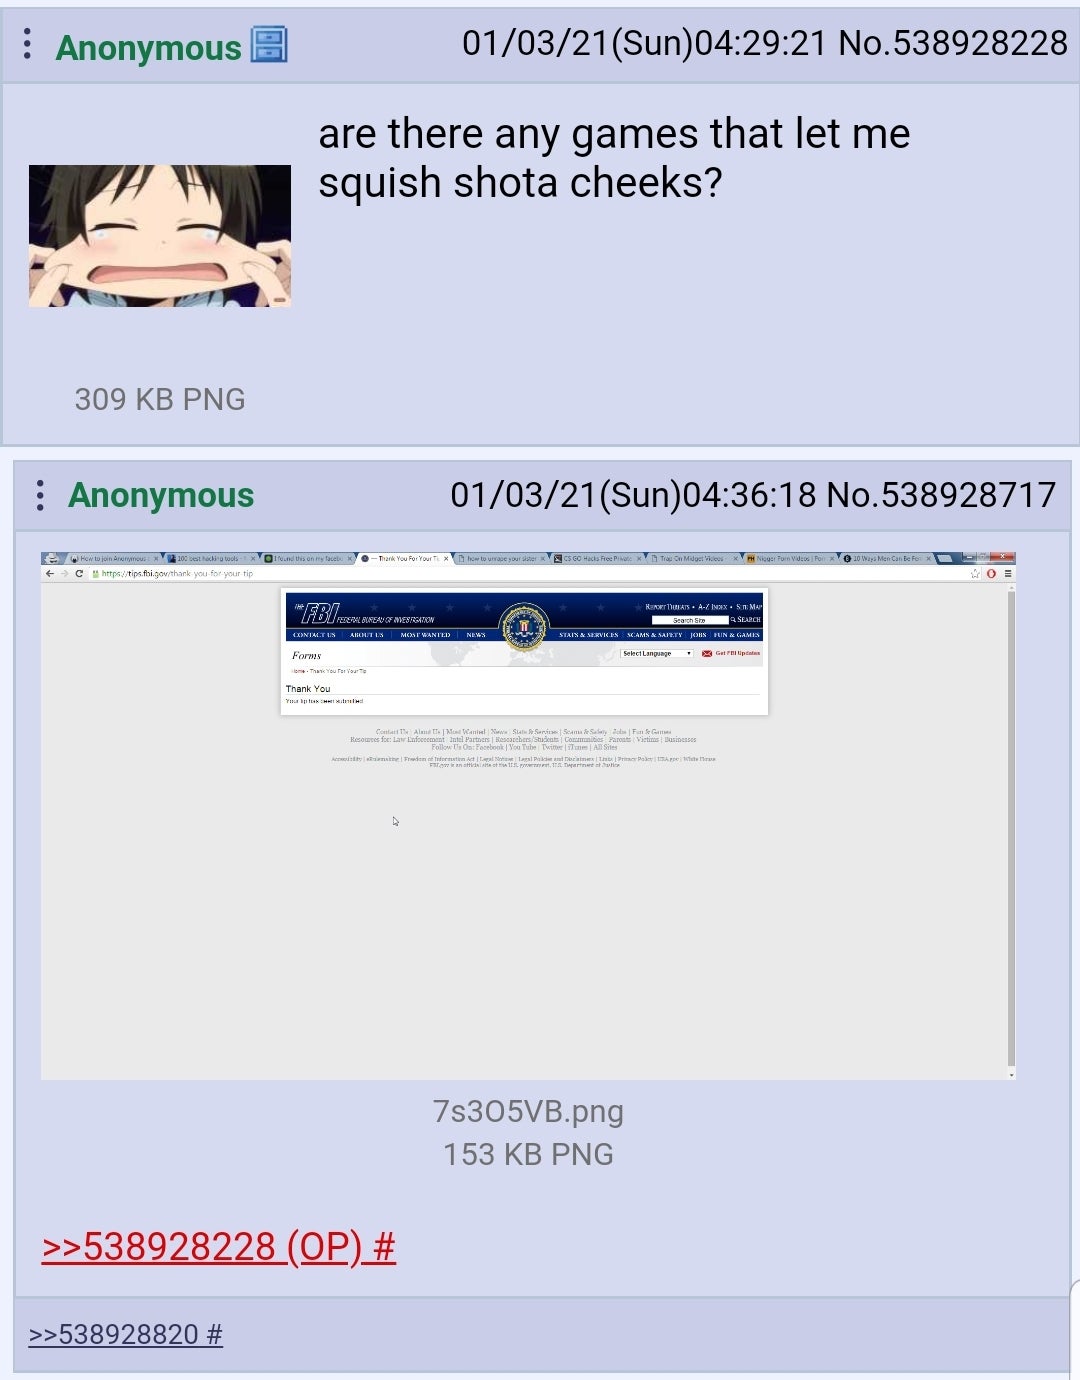 Anonymous 01/03/21(Sun)04:29:21 No.538928228
are there any games that let me
squish shota cheeks?
309 KB PNG
Anonymous 01/03/21(Sun)04:36:18 No.538928717
How to join Anonymous 100 best hacking tools - I found this on my facebo Thank You For Your Ti how to unrape your sister CS GO Hacks Free Private Trap On Midget Videos - Nigger Porn Videos | Porn 10 Ways Men Can Be Fe
https://tips.fbi.gov/thank-you-for-your-tip
THE FBI FEDERAL BUREAU OF INVESTIGATION
REPORT THREATS • A-Z INDEX • SITE MAP
Search Site SEARCH
CONTACT US ABOUT US MOST WANTED NEWS STATS & SERVICES SCAMS & SAFETY JOBS FUN & GAMES
Forms Select Language Get FBI Updates
Home • Thank You For Your Tip
Thank You
Your tip has been submitted
Contact Us | About Us | Most Wanted | News | Stats & Services | Scams & Safety | Jobs | Fun & Games
Resources for: Law Enforcement | Intel Partners | Researchers/Students | Communities | Parents | Victims | Businesses
Follow Us On: Facebook | You Tube | Twitter | iTunes | All Sites
Accessibility | eRulemaking | Freedom of Information Act | Legal Notices | Legal Policies and Disclaimers | Links | Privacy Policy | USA.gov | White House
FBI.gov is an official site of the U.S. government, U.S. Department of Justice
7s3O5VB.png
153 KB PNG
>>538928228 (OP) #
>>538928820 #